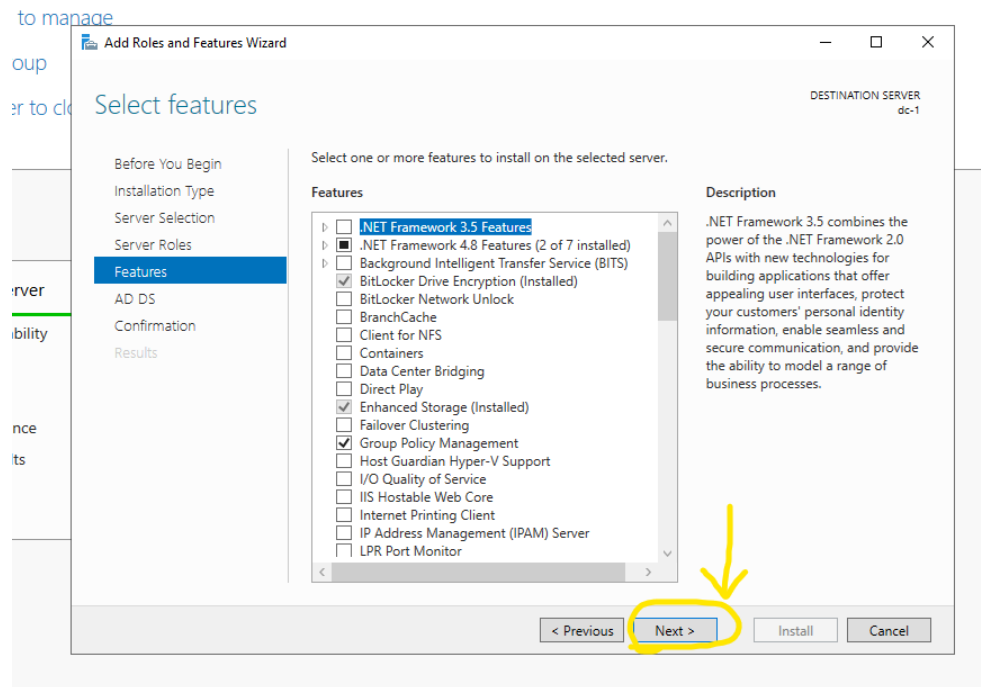 to manage
oup
er to clo
rver
bility
nce
lts
Add Roles and Features Wizard
Select features
DESTINATION SERVER
dc-1
Before You Begin
Installation Type
Server Selection
Server Roles
Features
AD DS
Confirmation
Results
Select one or more features to install on the selected server.
Features
.NET Framework 3.5 Features
.NET Framework 4.8 Features (2 of 7 installed)
Background Intelligent Transfer Service (BITS)
BitLocker Drive Encryption (Installed)
BitLocker Network Unlock
BranchCache
Client for NFS
Containers
Data Center Bridging
Direct Play
Enhanced Storage (Installed)
Failover Clustering
Group Policy Management
Host Guardian Hyper-V Support
I/O Quality of Service
IIS Hostable Web Core
Internet Printing Client
IP Address Management (IPAM) Server
LPR Port Monitor
Description
.NET Framework 3.5 combines the
power of the .NET Framework 2.0
APIs with new technologies for
building applications that offer
appealing user interfaces, protect
your customers' personal identity
information, enable seamless and
secure communication, and provide
the ability to model a range of
business processes.
< Previous
Next >
Install
Cancel